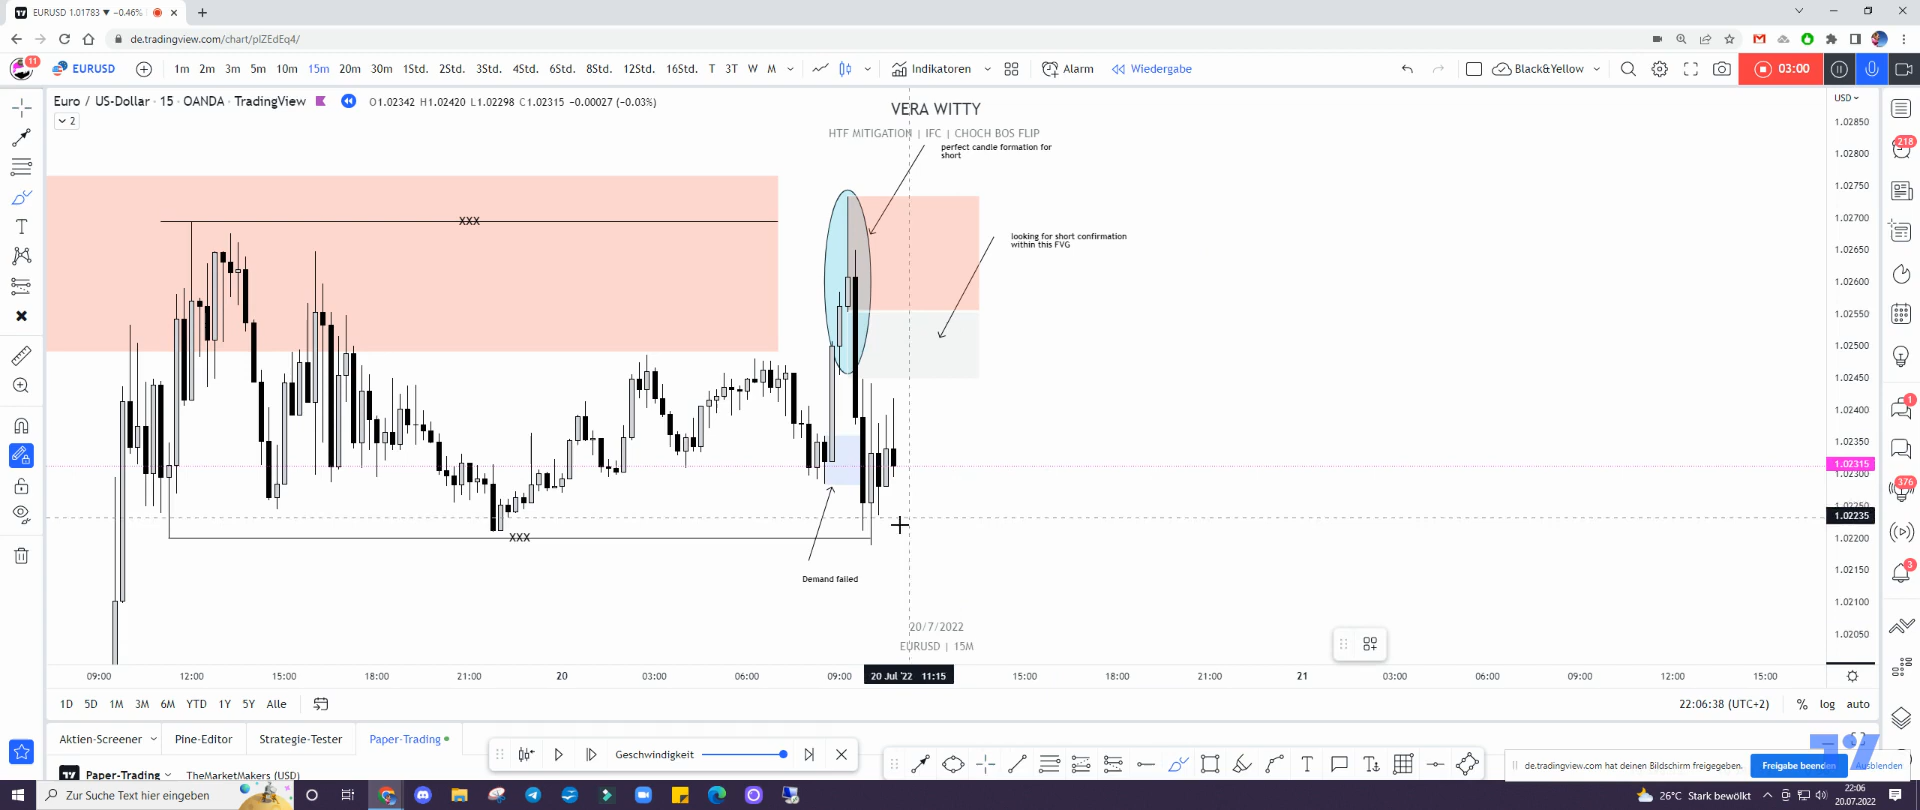 EURUSD 1.01783 ▼ −0.46%
de.tradingview.com/chart/plZEdEq4/
11
EURUSD
1m 2m 3m 5m 10m 15m 20m 30m 1Std. 2Std. 3Std. 4Std. 6Std. 8Std. 12Std. 16Std. T 3T W M
Indikatoren
Alarm
Wiedergabe
Black&Yellow
03:00
Euro / US-Dollar · 15 · OANDA · TradingView
O1.02342 H1.02420 L1.02298 C1.02315 −0.00027 (−0.03%)
2
VERA WITTY
HTF MITIGATION | IFC | CHOCH BOS FLIP
perfect candle formation for
short
looking for short confirmation
within this FVG
XXX
XXX
Demand failed
20/7/2022
EURUSD | 15M
USD
1.02850
1.02800
1.02750
1.02700
1.02650
1.02600
1.02550
1.02500
1.02450
1.02400
1.02350
1.02315
1.02300
1.02250
1.02235
1.02200
1.02150
1.02100
1.02050
218
1
376
3
09:00 12:00 15:00 18:00 21:00 20 03:00 06:00 09:00 20 Jul '22 11:15 15:00 18:00 21:00 21 03:00 06:00 09:00 12:00 15:00
1D 5D 1M 3M 6M YTD 1Y 5Y Alle
22:06:38 (UTC+2) % log auto
Aktien-Screener Pine-Editor Strategie-Tester Paper-Trading
Geschwindigkeit
Paper-Trading TheMarketMakers (USD)
de.tradingview.com hat deinen Bildschirm freigegeben.
Freigabe beenden
Ausblenden
Zur Suche Text hier eingeben
26°C Stark bewölkt
22:06
20.07.2022